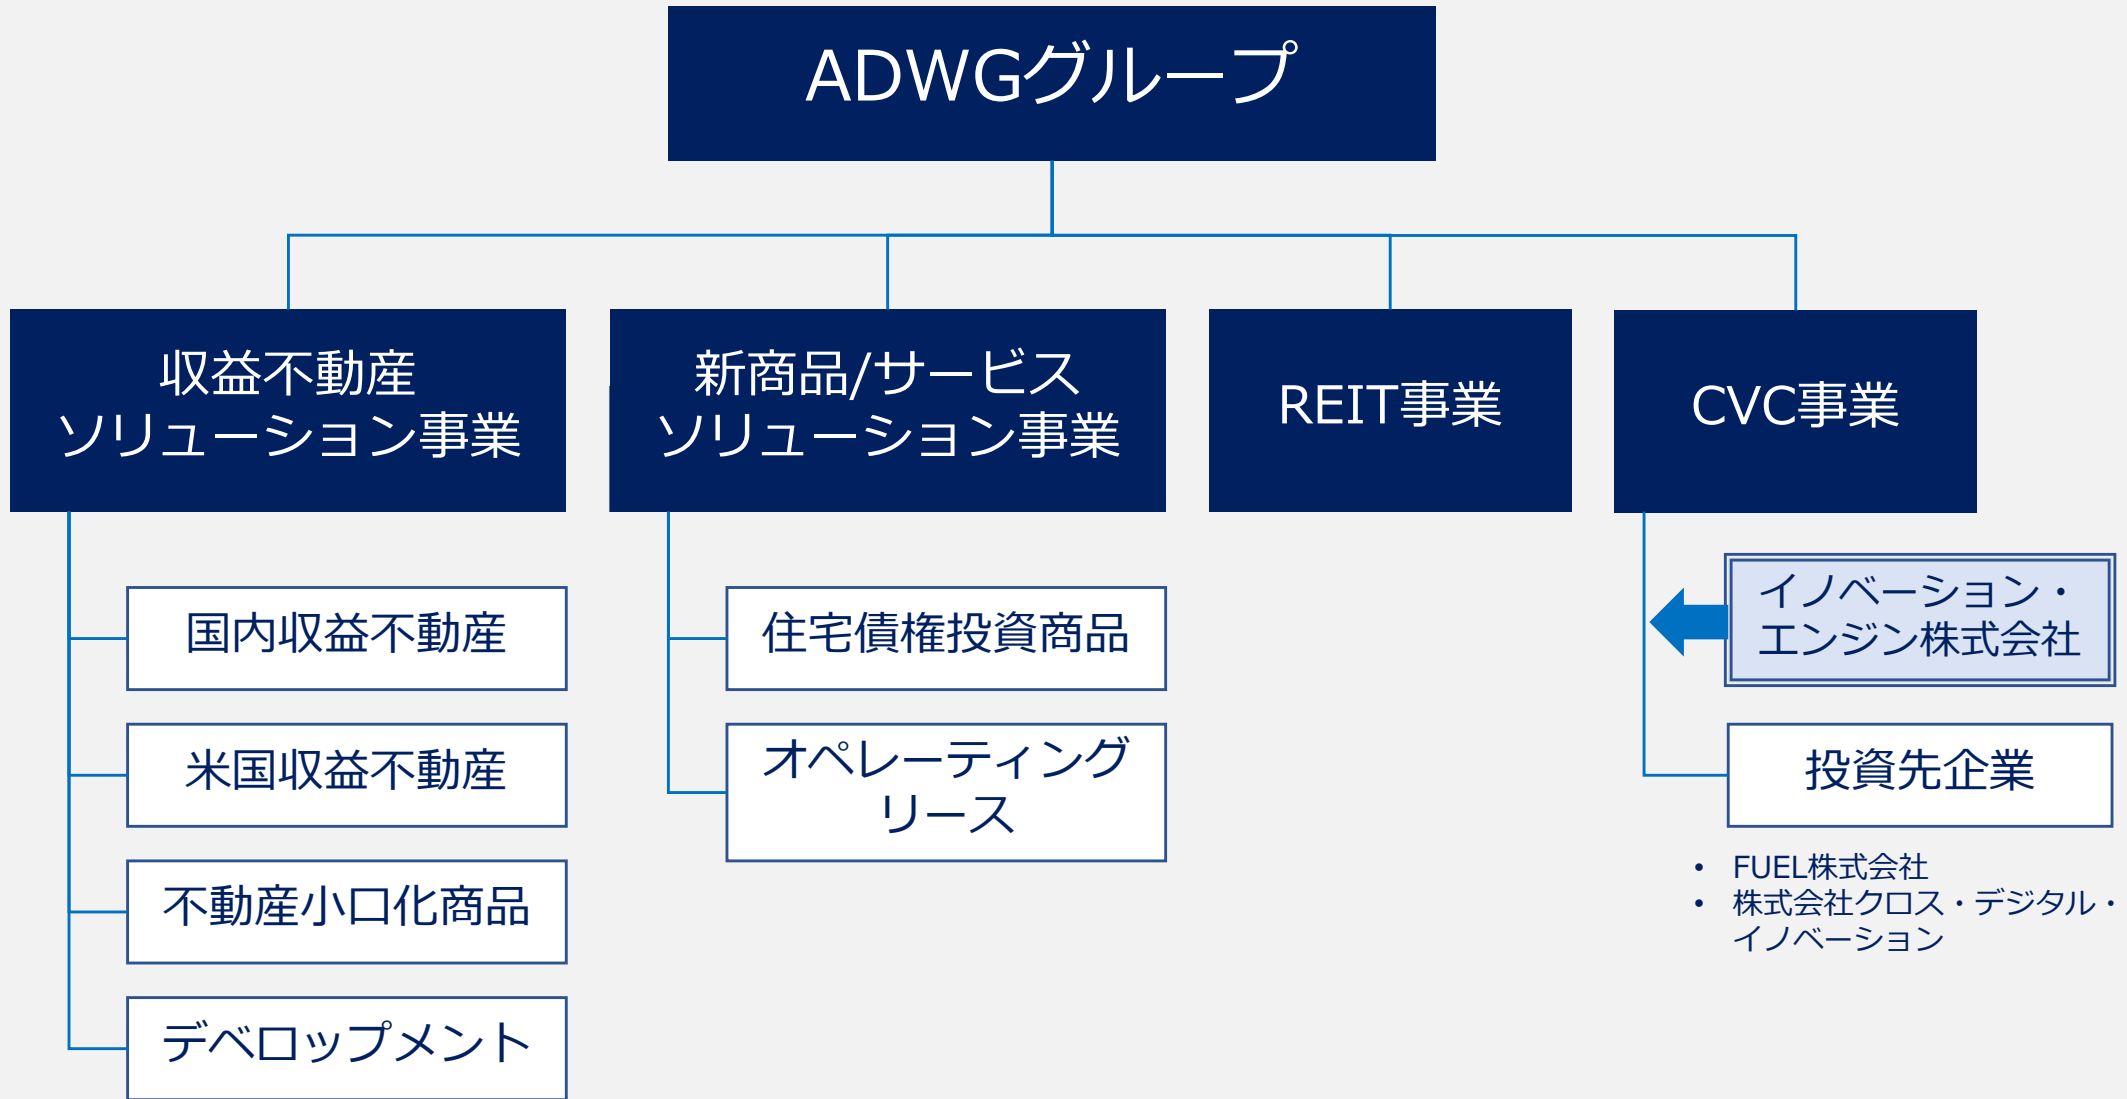 ADWGグループ
収益不動産
ソリューション事業
新商品/サービス
ソリューション事業
REIT事業
CVC事業
国内収益不動産
米国収益不動産
不動産小口化商品
デベロップメント
住宅債権投資商品
オペレーティング
リース
イノベーション・
エンジン株式会社
投資先企業
• FUEL株式会社
• 株式会社クロス・デジタル・
イノベーション